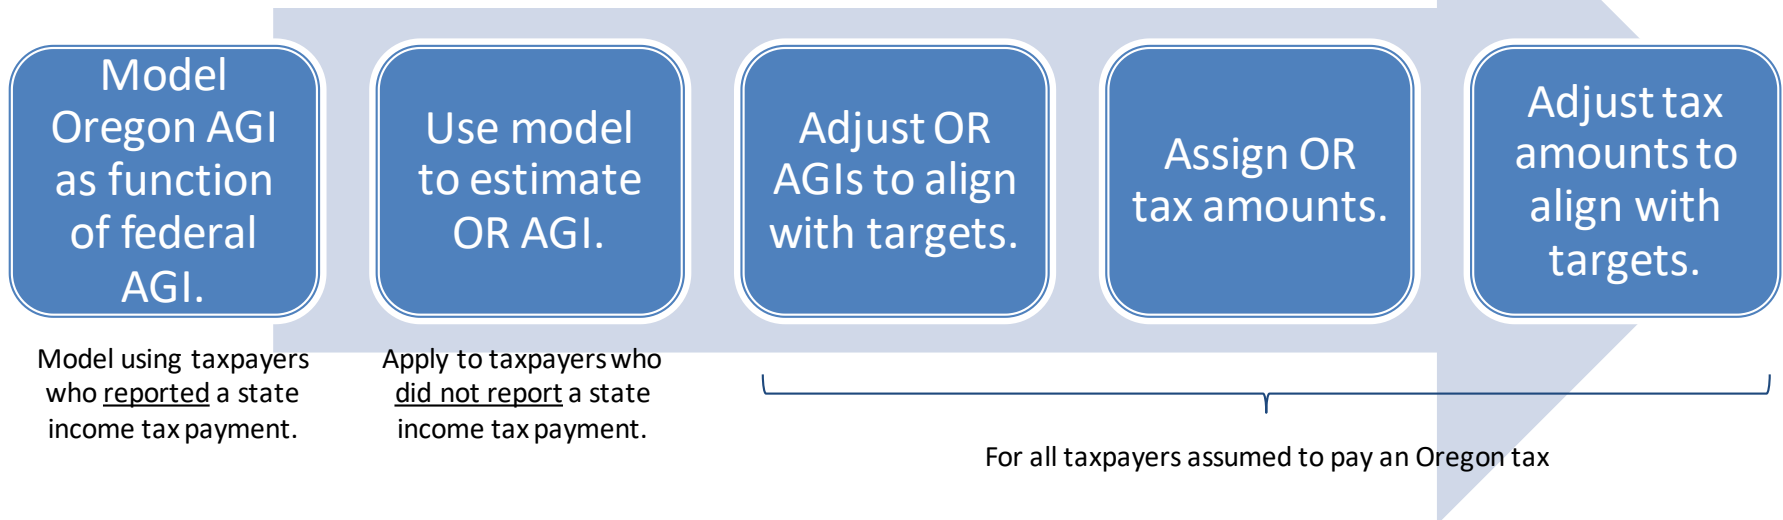 Model
Oregon AGI
as function
of federal
AGI.
Use model
to estimate
OR AGI.
Adjust OR
AGIs to align
with targets.
Assign OR
tax amounts.
Adjust tax
amounts to
align with
targets.
Model using taxpayers
who reported a state
income tax payment.
Apply to taxpayers who
did not report a state
income tax payment.
For all taxpayers assumed to pay an Oregon tax